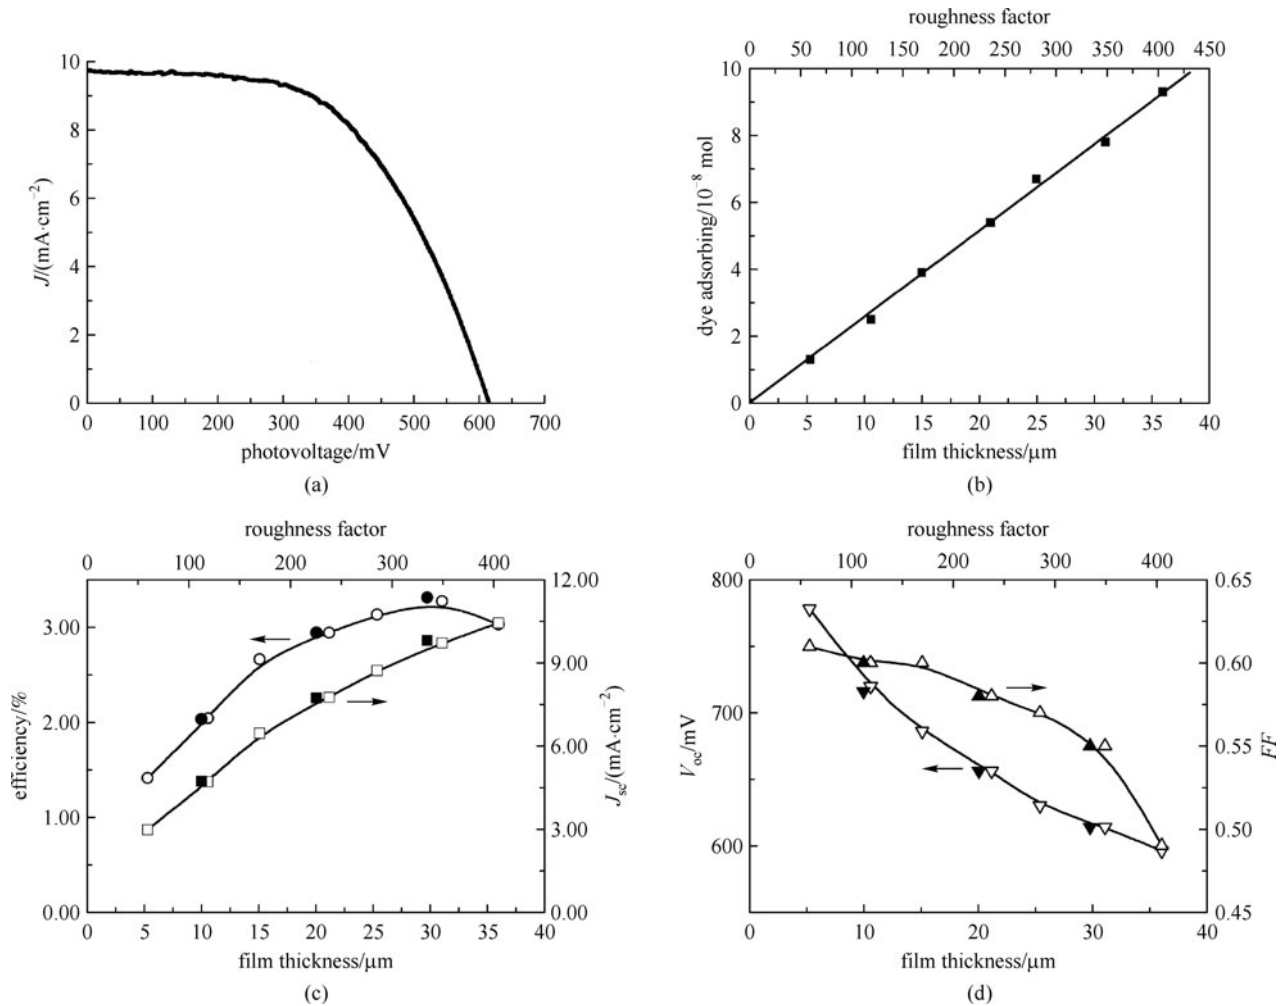 10
8
6
4
2
0
J/(mA·cm⁻²)
0 100 200 300 400 500 600 700
photovoltage/mV
(a)
roughness factor
0 50 100 150 200 250 300 350 400 450
10
8
6
4
2
0
dye adsorbing/10⁻⁸ mol
0 5 10 15 20 25 30 35 40
film thickness/μm
(b)
roughness factor
0 100 200 300 400
3.00
2.00
1.00
0.00
efficiency/%
12.00
9.00
6.00
3.00
0.00
J_sc/(mA·cm⁻²)
0 5 10 15 20 25 30 35 40
film thickness/μm
(c)
roughness factor
0 100 200 300 400
800
700
600
V_oc/mV
0.65
0.60
0.55
0.50
0.45
FF
0 5 10 15 20 25 30 35 40
film thickness/μm
(d)